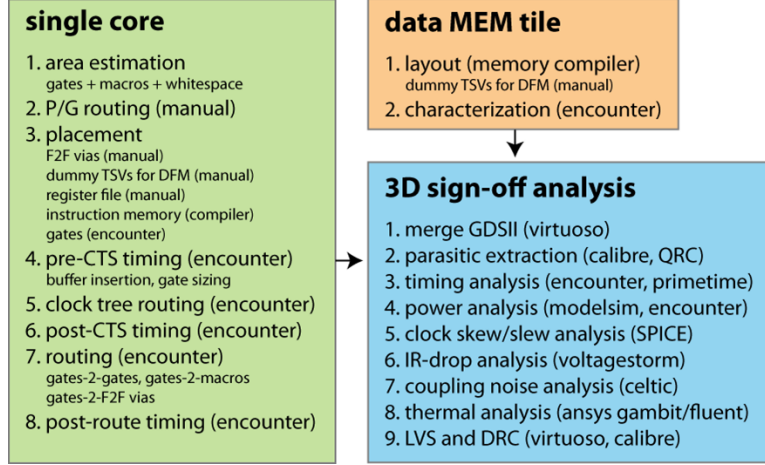 single core
1. area estimation
gates + macros + whitespace
2. P/G routing (manual)
3. placement
F2F vias (manual)
dummy TSVs for DFM (manual)
register file (manual)
instruction memory (compiler)
gates (encounter)
4. pre-CTS timing (encounter)
buffer insertion, gate sizing
5. clock tree routing (encounter)
6. post-CTS timing (encounter)
7. routing (encounter)
gates-2-gates, gates-2-macros
gates-2-F2F vias
8. post-route timing (encounter)
data MEM tile
1. layout (memory compiler)
dummy TSVs for DFM (manual)
2. characterization (encounter)
3D sign-off analysis
1. merge GDSII (virtuoso)
2. parasitic extraction (calibre, QRC)
3. timing analysis (encounter, primetime)
4. power analysis (modelsim, encounter)
5. clock skew/slew analysis (SPICE)
6. IR-drop analysis (voltagestorm)
7. coupling noise analysis (celtic)
8. thermal analysis (ansys gambit/fluent)
9. LVS and DRC (virtuoso, calibre)